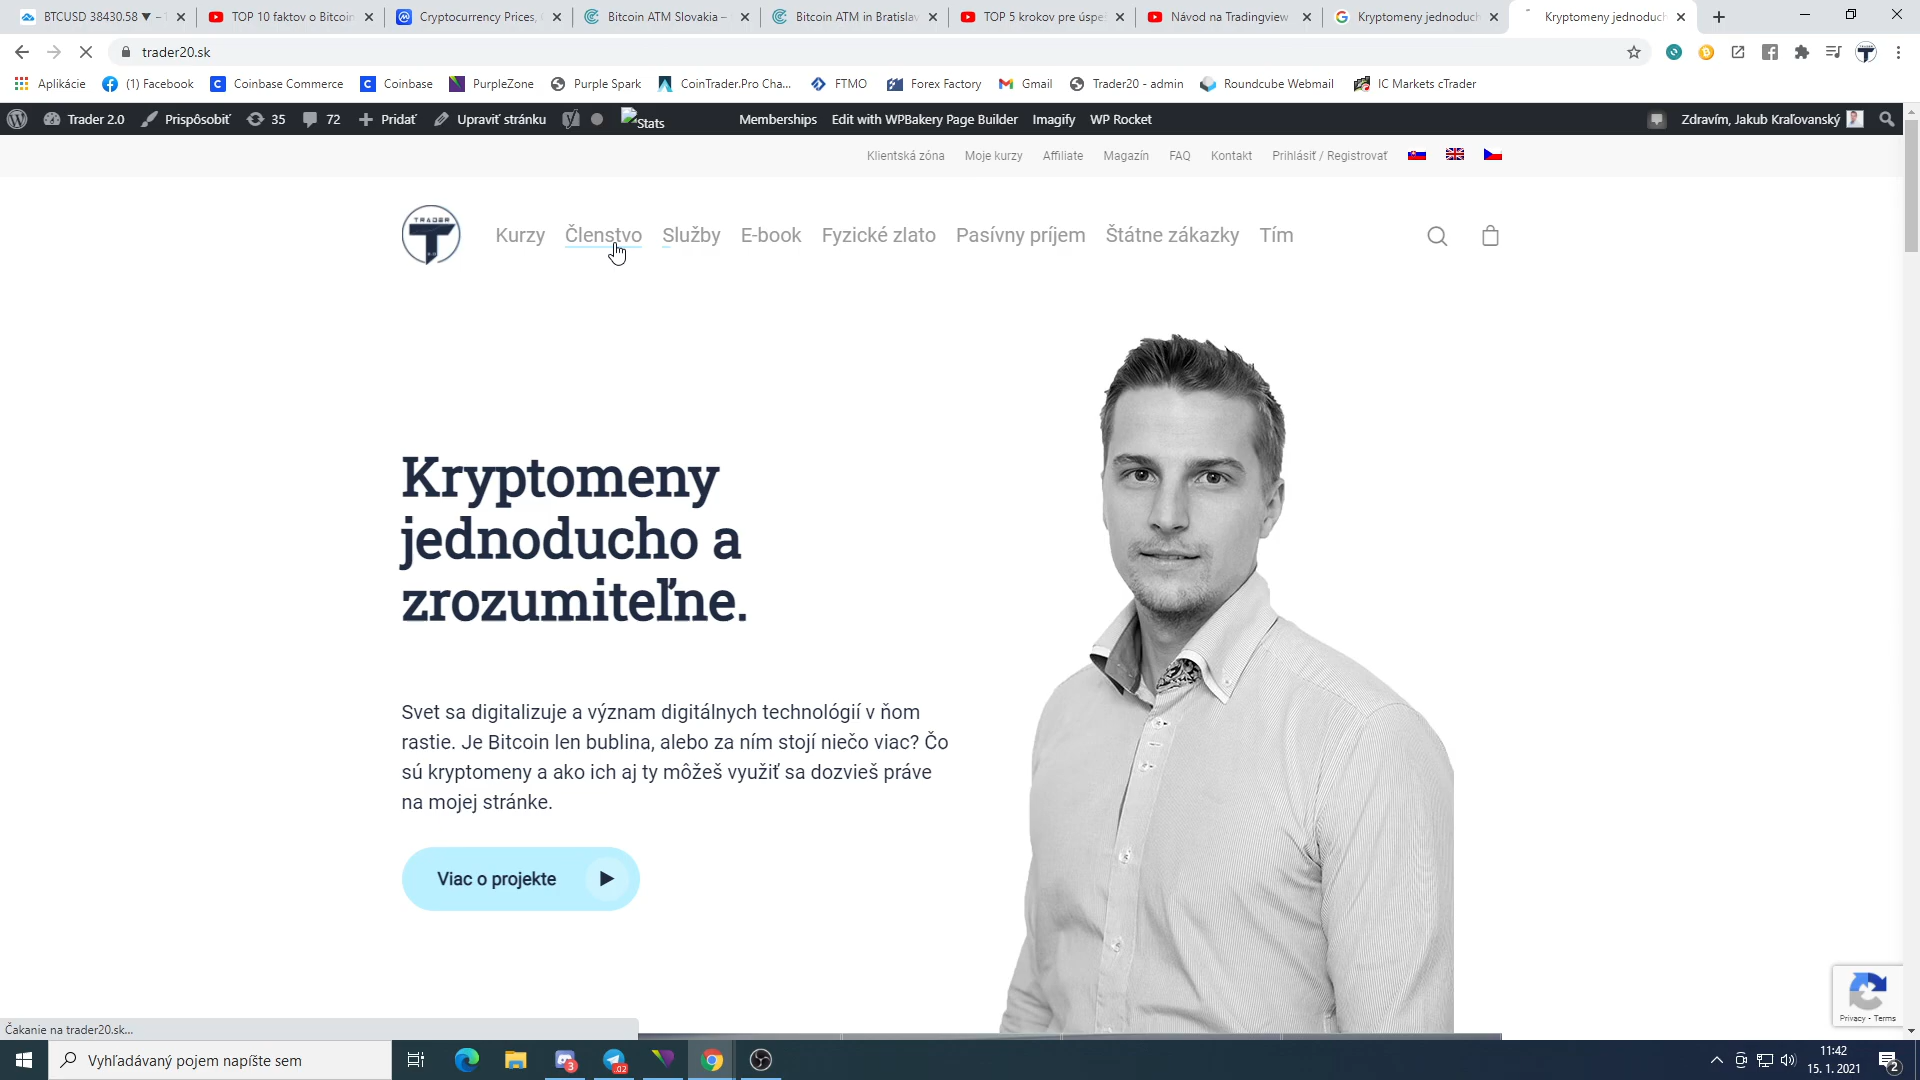 BTCUSD 38430.58 ▼ –
TOP 10 faktov o Bitcoin
Cryptocurrency Prices,
Bitcoin ATM Slovakia –
Bitcoin ATM in Bratislav
TOP 5 krokov pre úspe
Návod na Tradingview
Kryptomeny jednoduch
Kryptomeny jednoduch
trader20.sk
Aplikácie
(1) Facebook
Coinbase Commerce
Coinbase
PurpleZone
Purple Spark
CoinTrader.Pro Cha...
FTMO
Forex Factory
Gmail
Trader20 - admin
Roundcube Webmail
IC Markets cTrader
Trader 2.0
Prispôsobiť
35
72
Pridať
Upraviť stránku
Stats
Memberships
Edit with WPBakery Page Builder
Imagify
WP Rocket
Zdravím, Jakub Kraľovanský
Klientská zóna
Moje kurzy
Affiliate
Magazín
FAQ
Kontakt
Prihlásiť / Registrovať
TRADER
Kurzy
Členstvo
Služby
E-book
Fyzické zlato
Pasívny príjem
Štátne zákazky
Tím
Kryptomeny
jednoducho a
zrozumiteľne.
Svet sa digitalizuje a význam digitálnych technológií v ňom
rastie. Je Bitcoin len bublina, alebo za ním stojí niečo viac? Čo
sú kryptomeny a ako ich aj ty môžeš využiť sa dozvieš práve
na mojej stránke.
Viac o projekte
Privacy - Terms
Čakanie na trader20.sk...
Vyhľadávaný pojem napíšte sem
3
.02
11:42
15. 1. 2021
2